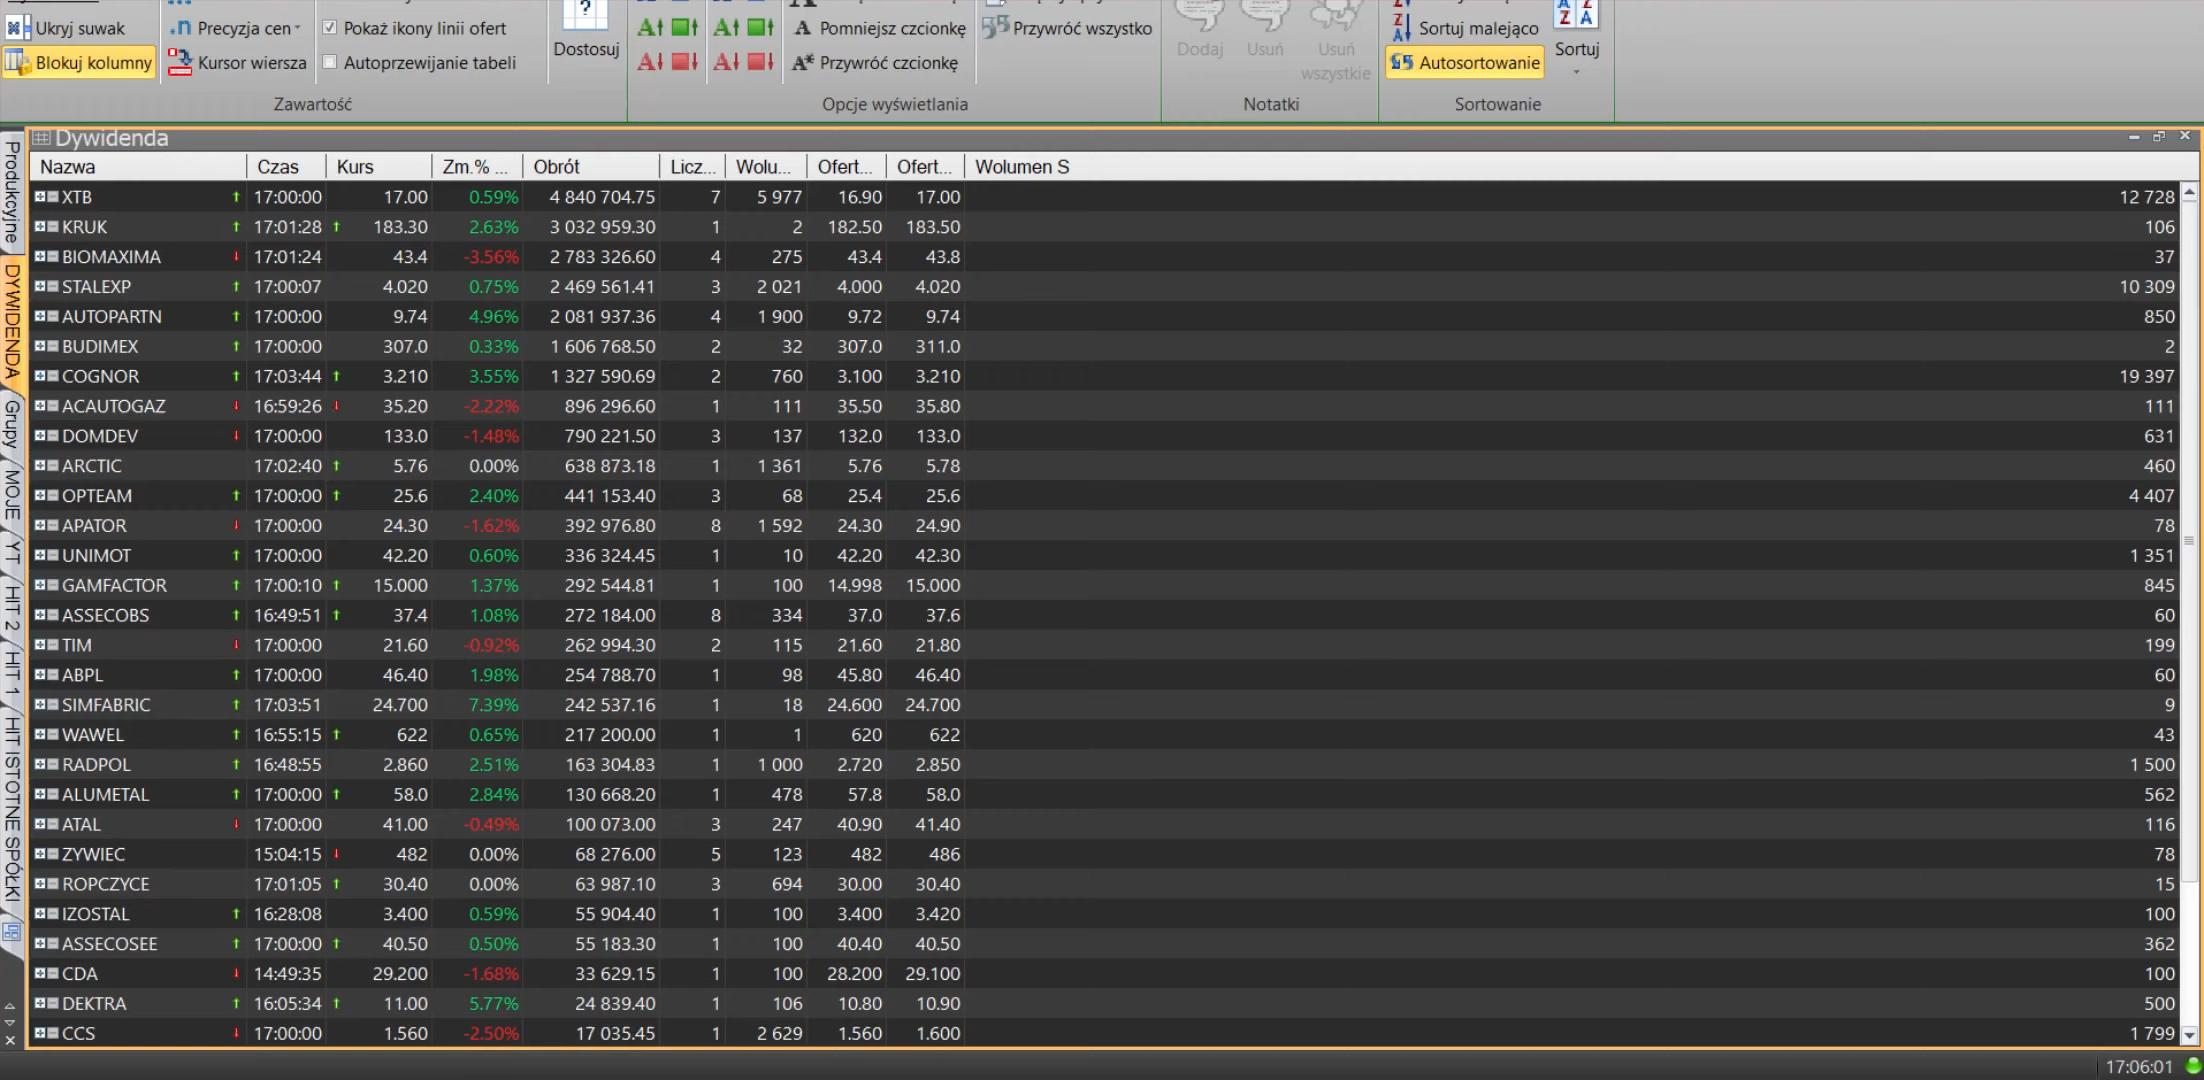 Ukryj suwak
Precyzja cen
Pokaż ikony linii ofert
Dostosuj
Pomniejsz czcionkę
Przywróć wszystko
Dodaj
Usuń
Usuń wszystkie
Sortuj malejąco
Sortuj
Blokuj kolumny
Kursor wiersza
Autoprzewijanie tabeli
Przywróć czcionkę
Autosortowanie
Zawartość
Opcje wyświetlania
Notatki
Sortowanie
Dywidenda
Produkcyjne
DYWIDENDA
Grupy
MOJE
YT
HIT 2
HIT 1
HIT ISTOTNE SPÓŁKI
Nazwa Czas Kurs Zm.% ... Obrót Licz... Wolu... Ofert... Ofert... Wolumen S
XTB 17:00:00 17.00 0.59% 4 840 704.75 7 5 977 16.90 17.00 12 728
KRUK 17:01:28 183.30 2.63% 3 032 959.30 1 2 182.50 183.50 106
BIOMAXIMA 17:01:24 43.4 -3.56% 2 783 326.60 4 275 43.4 43.8 37
STALEXP 17:00:07 4.020 0.75% 2 469 561.41 3 2 021 4.000 4.020 10 309
AUTOPARTN 17:00:00 9.74 4.96% 2 081 937.36 4 1 900 9.72 9.74 850
BUDIMEX 17:00:00 307.0 0.33% 1 606 768.50 2 32 307.0 311.0 2
COGNOR 17:03:44 3.210 3.55% 1 327 590.69 2 760 3.100 3.210 19 397
ACAUTOGAZ 16:59:26 35.20 -2.22% 896 296.60 1 111 35.50 35.80 111
DOMDEV 17:00:00 133.0 -1.48% 790 221.50 3 137 132.0 133.0 631
ARCTIC 17:02:40 5.76 0.00% 638 873.18 1 1 361 5.76 5.78 460
OPTEAM 17:00:00 25.6 2.40% 441 153.40 3 68 25.4 25.6 4 407
APATOR 17:00:00 24.30 -1.62% 392 976.80 8 1 592 24.30 24.90 78
UNIMOT 17:00:00 42.20 0.60% 336 324.45 1 10 42.20 42.30 1 351
GAMFACTOR 17:00:10 15.000 1.37% 292 544.81 1 100 14.998 15.000 845
ASSECOBS 16:49:51 37.4 1.08% 272 184.00 8 334 37.0 37.6 60
TIM 17:00:00 21.60 -0.92% 262 994.30 2 115 21.60 21.80 199
ABPL 17:00:00 46.40 1.98% 254 788.70 1 98 45.80 46.40 60
SIMFABRIC 17:03:51 24.700 7.39% 242 537.16 1 18 24.600 24.700 9
WAWEL 16:55:15 622 0.65% 217 200.00 1 1 620 622 43
RADPOL 16:48:55 2.860 2.51% 163 304.83 1 1 000 2.720 2.850 1 500
ALUMETAL 17:00:00 58.0 2.84% 130 668.20 1 478 57.8 58.0 562
ATAL 17:00:00 41.00 -0.49% 100 073.00 3 247 40.90 41.40 116
ZYWIEC 15:04:15 482 0.00% 68 276.00 5 123 482 486 78
ROPCZYCE 17:01:05 30.40 0.00% 63 987.10 3 694 30.00 30.40 15
IZOSTAL 16:28:08 3.400 0.59% 55 904.40 1 100 3.400 3.420 100
ASSECOSEE 17:00:00 40.50 0.50% 55 183.30 1 100 40.40 40.50 362
CDA 14:49:35 29.200 -1.68% 33 629.15 1 100 28.200 29.100 100
DEKTRA 16:05:34 11.00 5.77% 24 839.40 1 106 10.80 10.90 500
CCS 17:00:00 1.560 -2.50% 17 035.45 1 2 629 1.560 1.600 1 799
17:06:01